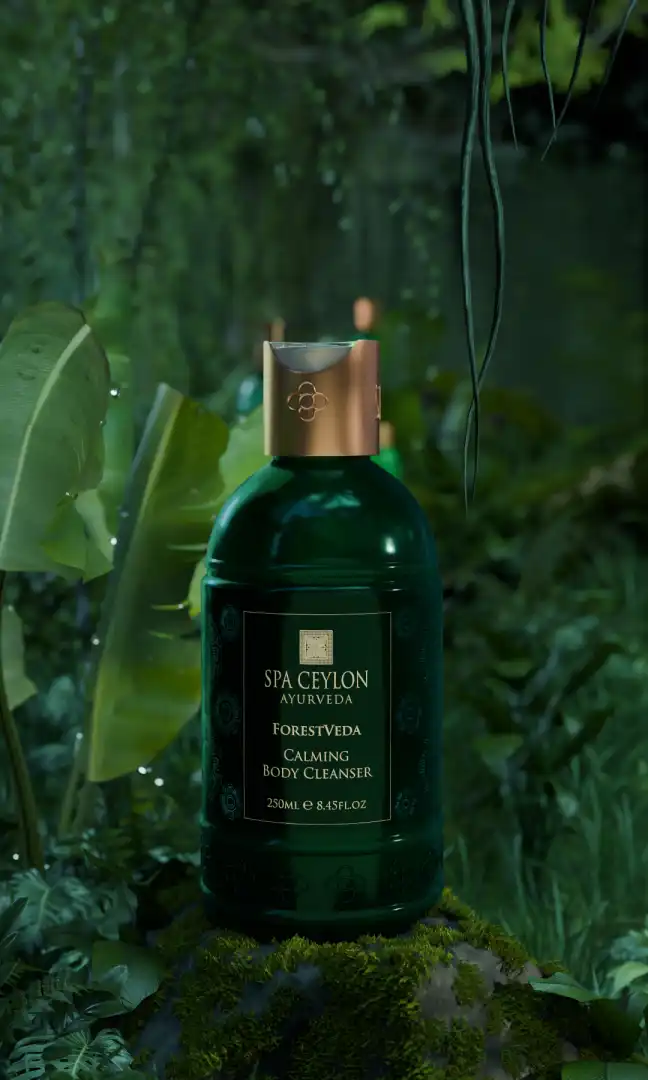 SPA CEYLON
AYURVEDA
FORESTVEDA
CALMING
BODY CLEANSER
250ML ℮ 8.45FL.OZ